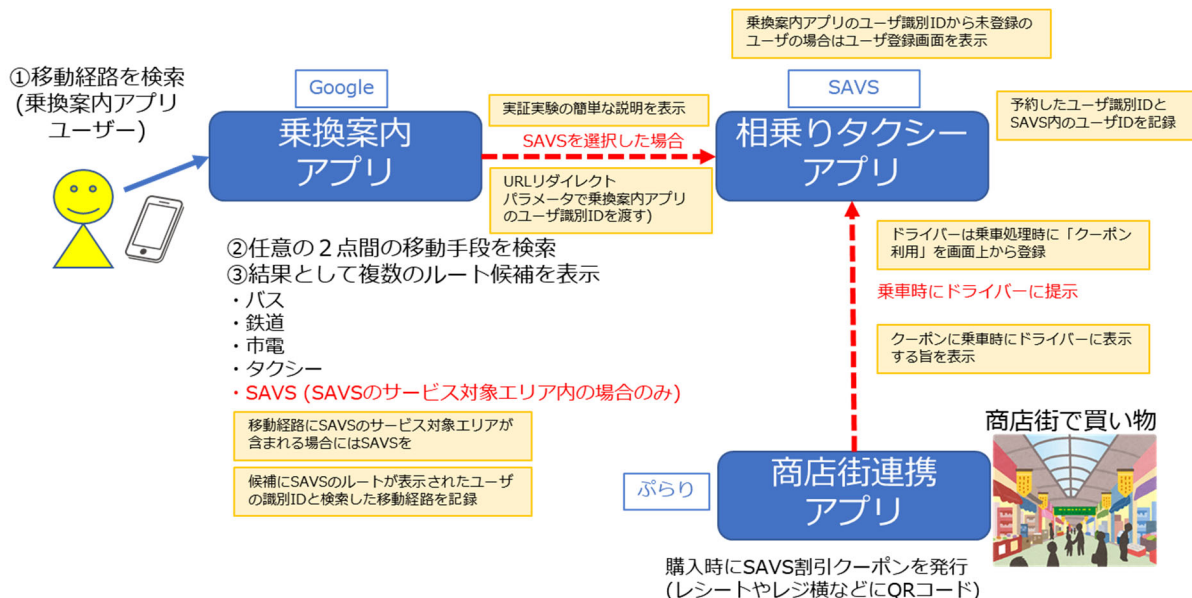 乗換案内アプリのユーザ識別IDから未登録の
ユーザの場合はユーザ登録画面を表示
①移動経路を検索
(乗換案内アプリ
ユーザー)
Google
乗換案内
アプリ
実証実験の簡単な説明を表示
SAVSを選択した場合
URLリダイレクト
パラメータで乗換案内アプリ
のユーザ識別IDを渡す)
SAVS
相乗りタクシー
アプリ
予約したユーザ識別IDと
SAVS内のユーザIDを記録
②任意の２点間の移動手段を検索
③結果として複数のルート候補を表示
・バス
・鉄道
・市電
・タクシー
・SAVS (SAVSのサービス対象エリア内の場合のみ)
移動経路にSAVSのサービス対象エリアが
含まれる場合にはSAVSを
候補にSAVSのルートが表示されたユーザ
の識別IDと検索した移動経路を記録
ドライバーは乗車処理時に「クーポン
利用」を画面上から登録
乗車時にドライバーに提示
クーポンに乗車時にドライバーに表示
する旨を表示
商店街で買い物
ぷらり
商店街連携
アプリ
購入時にSAVS割引クーポンを発行
(レシートやレジ横などにQRコード)